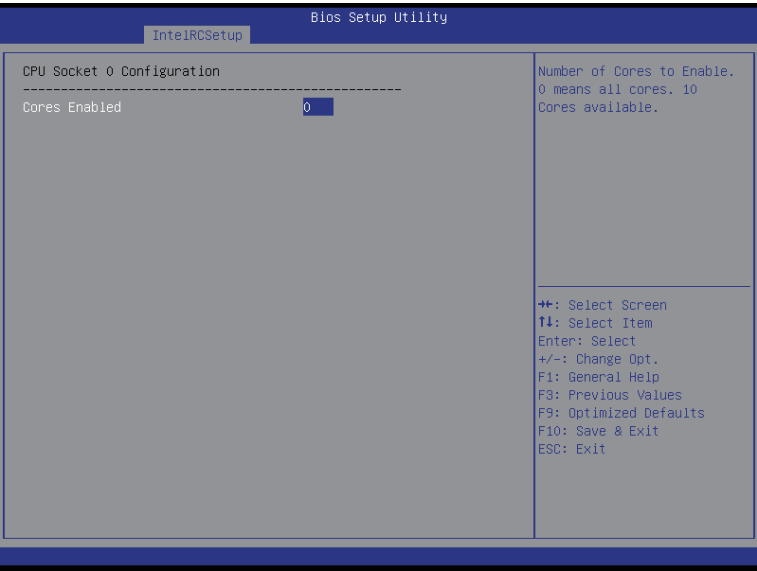 Bios Setup Utility
IntelRCSetup
CPU Socket 0 Configuration
----------------------------------------------------
Cores Enabled 0
Number of Cores to Enable.
0 means all cores. 10
Cores available.
→←: Select Screen
↑↓: Select Item
Enter: Select
+/-: Change Opt.
F1: General Help
F3: Previous Values
F9: Optimized Defaults
F10: Save & Exit
ESC: Exit